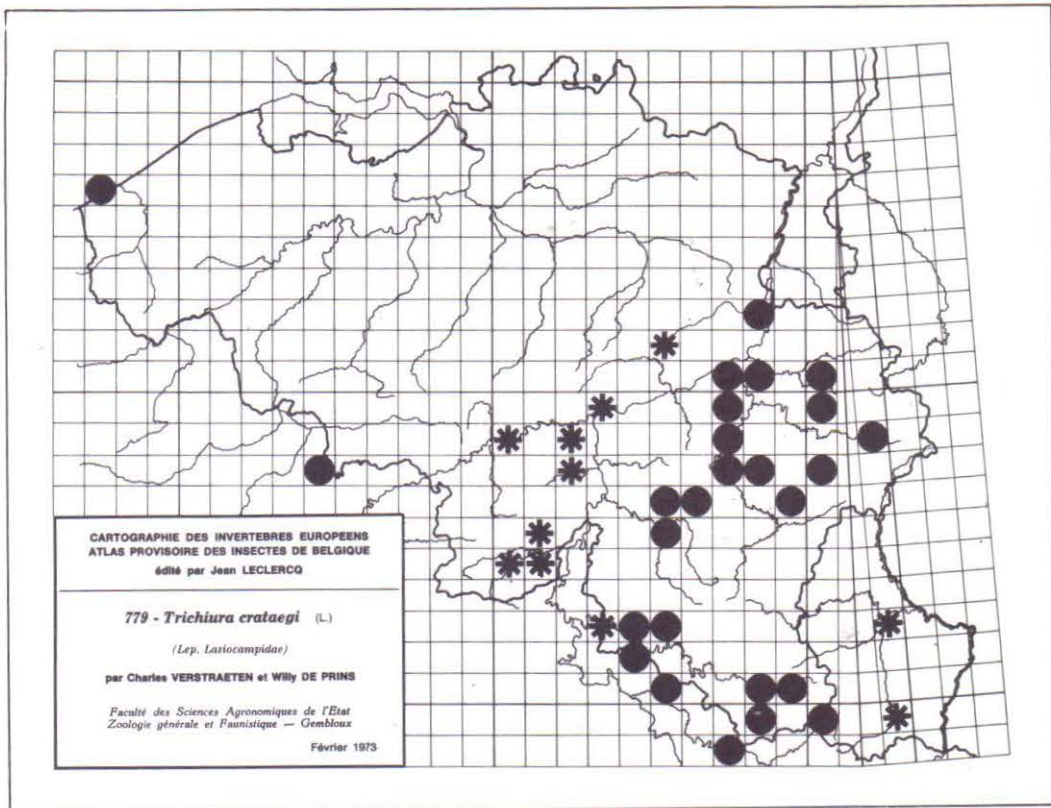 CARTOGRAPHIE DES INVERTEBRES EUROPEENS
ATLAS PROVISOIRE DES INSECTES DE BELGIQUE
édité par Jean LECLERCQ
779 - Trichiura crataegi (L.)
(Lep. Lasiocampidae)
par Charles VERSTRAETEN et Willy DE PRINS
Faculté des Sciences Agronomiques de l'Etat
Zoologie générale et Faunistique — Gembloux
Février 1973